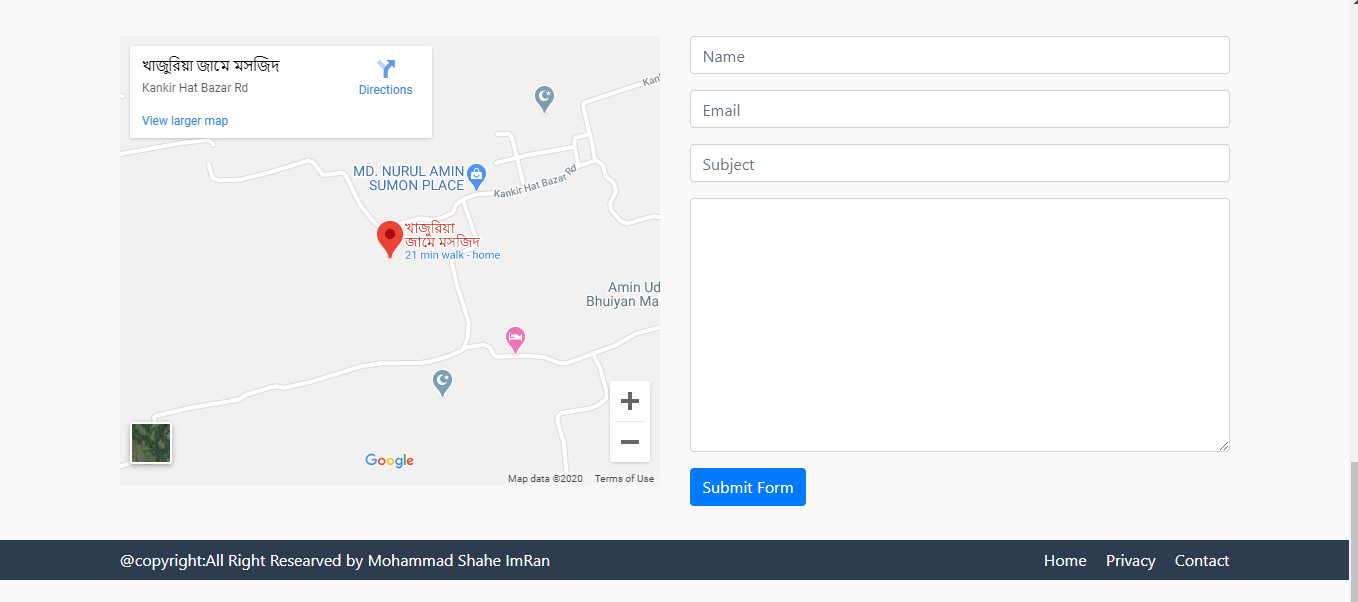 খাজুরিয়া জামে মসজিদ
Kankir Hat Bazar Rd
Directions
View larger map
MD. NURUL AMIN
SUMON PLACE
Kankir Hat Bazar Rd
খাজুরিয়া
জামে মসজিদ
21 min walk - home
Amin Ud
Bhuiyan Ma
Kan
Google
Map data ©2020
Terms of Use
Name
Email
Subject
Submit Form
@copyright:All Right Researved by Mohammad Shahe ImRan
Home
Privacy
Contact